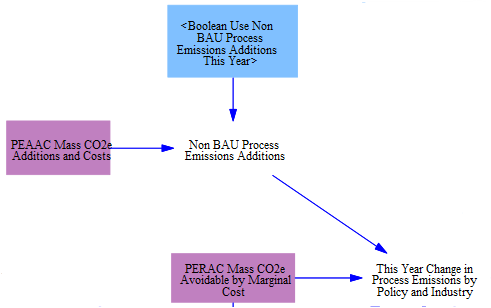 <Boolean Use Non
BAU Process
Emissions Additions
This Year>
PEAAC Mass CO2e
Additions and Costs
Non BAU Process
Emissions Additions
PERAC Mass CO2e
Avoidable by Marginal
Cost
This Year Change in
Process Emissions by
Policy and Industry